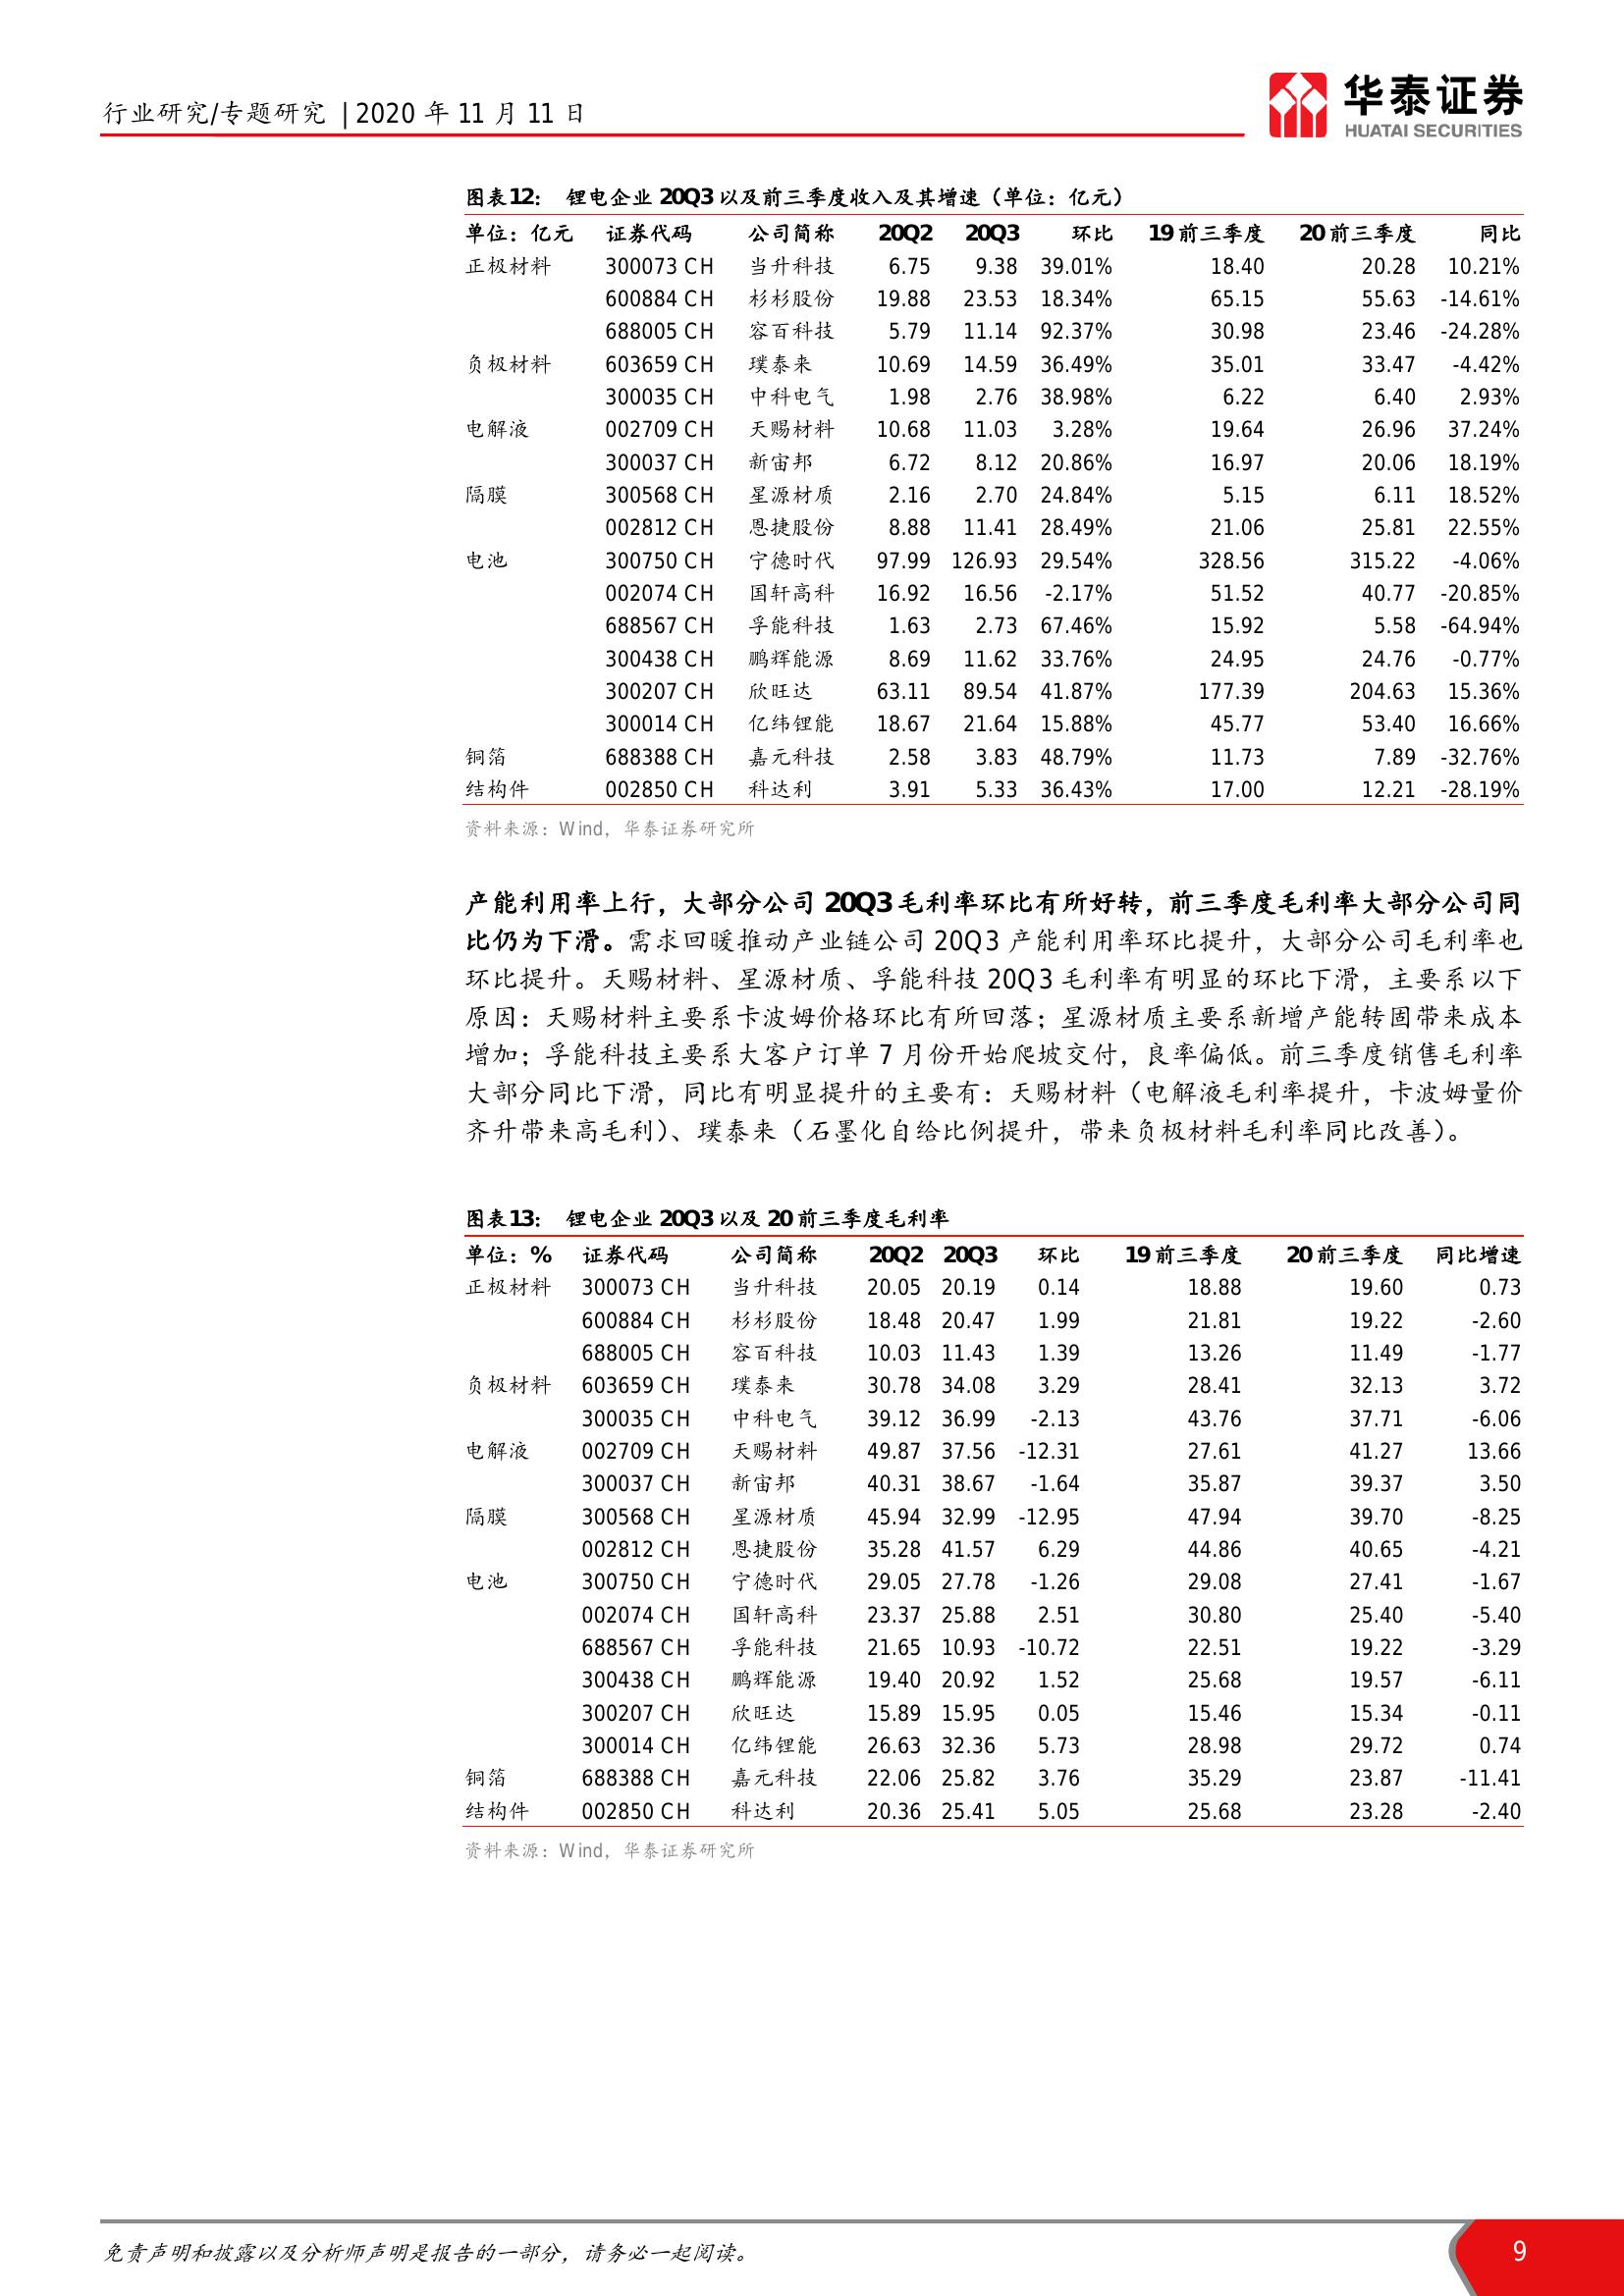 行业研究/专题研究 | 2020 年 11 月 11 日
华泰证券
HUATAI SECURITIES
图表12： 锂电企业 20Q3 以及前三季度收入及其增速（单位：亿元）
单位：亿元 证券代码 公司简称 20Q2 20Q3 环比 19 前三季度 20 前三季度 同比
正极材料 300073 CH 当升科技 6.75 9.38 39.01% 18.40 20.28 10.21%
600884 CH 杉杉股份 19.88 23.53 18.34% 65.15 55.63 -14.61%
688005 CH 容百科技 5.79 11.14 92.37% 30.98 23.46 -24.28%
负极材料 603659 CH 璞泰来 10.69 14.59 36.49% 35.01 33.47 -4.42%
300035 CH 中科电气 1.98 2.76 38.98% 6.22 6.40 2.93%
电解液 002709 CH 天赐材料 10.68 11.03 3.28% 19.64 26.96 37.24%
300037 CH 新宙邦 6.72 8.12 20.86% 16.97 20.06 18.19%
隔膜 300568 CH 星源材质 2.16 2.70 24.84% 5.15 6.11 18.52%
002812 CH 恩捷股份 8.88 11.41 28.49% 21.06 25.81 22.55%
电池 300750 CH 宁德时代 97.99 126.93 29.54% 328.56 315.22 -4.06%
002074 CH 国轩高科 16.92 16.56 -2.17% 51.52 40.77 -20.85%
688567 CH 孚能科技 1.63 2.73 67.46% 15.92 5.58 -64.94%
300438 CH 鹏辉能源 8.69 11.62 33.76% 24.95 24.76 -0.77%
300207 CH 欣旺达 63.11 89.54 41.87% 177.39 204.63 15.36%
300014 CH 亿纬锂能 18.67 21.64 15.88% 45.77 53.40 16.66%
铜箔 688388 CH 嘉元科技 2.58 3.83 48.79% 11.73 7.89 -32.76%
结构件 002850 CH 科达利 3.91 5.33 36.43% 17.00 12.21 -28.19%
资料来源：Wind，华泰证券研究所
产能利用率上行，大部分公司 20Q3 毛利率环比有所好转，前三季度毛利率大部分公司同
比仍为下滑。需求回暖推动产业链公司 20Q3 产能利用率环比提升，大部分公司毛利率也
环比提升。天赐材料、星源材质、孚能科技 20Q3 毛利率有明显的环比下滑，主要系以下
原因：天赐材料主要系卡波姆价格环比有所回落；星源材质主要系新增产能转固带来成本
增加；孚能科技主要系大客户订单 7 月份开始爬坡交付，良率偏低。前三季度销售毛利率
大部分同比下滑，同比有明显提升的主要有：天赐材料（电解液毛利率提升，卡波姆量价
齐升带来高毛利）、璞泰来（石墨化自给比例提升，带来负极材料毛利率同比改善）。
图表13： 锂电企业 20Q3 以及 20 前三季度毛利率
单位：% 证券代码 公司简称 20Q2 20Q3 环比 19 前三季度 20 前三季度 同比增速
正极材料 300073 CH 当升科技 20.05 20.19 0.14 18.88 19.60 0.73
600884 CH 杉杉股份 18.48 20.47 1.99 21.81 19.22 -2.60
688005 CH 容百科技 10.03 11.43 1.39 13.26 11.49 -1.77
负极材料 603659 CH 璞泰来 30.78 34.08 3.29 28.41 32.13 3.72
300035 CH 中科电气 39.12 36.99 -2.13 43.76 37.71 -6.06
电解液 002709 CH 天赐材料 49.87 37.56 -12.31 27.61 41.27 13.66
300037 CH 新宙邦 40.31 38.67 -1.64 35.87 39.37 3.50
隔膜 300568 CH 星源材质 45.94 32.99 -12.95 47.94 39.70 -8.25
002812 CH 恩捷股份 35.28 41.57 6.29 44.86 40.65 -4.21
电池 300750 CH 宁德时代 29.05 27.78 -1.26 29.08 27.41 -1.67
002074 CH 国轩高科 23.37 25.88 2.51 30.80 25.40 -5.40
688567 CH 孚能科技 21.65 10.93 -10.72 22.51 19.22 -3.29
300438 CH 鹏辉能源 19.40 20.92 1.52 25.68 19.57 -6.11
300207 CH 欣旺达 15.89 15.95 0.05 15.46 15.34 -0.11
300014 CH 亿纬锂能 26.63 32.36 5.73 28.98 29.72 0.74
铜箔 688388 CH 嘉元科技 22.06 25.82 3.76 35.29 23.87 -11.41
结构件 002850 CH 科达利 20.36 25.41 5.05 25.68 23.28 -2.40
资料来源：Wind，华泰证券研究所
免责声明和披露以及分析师声明是报告的一部分，请务必一起阅读。
9